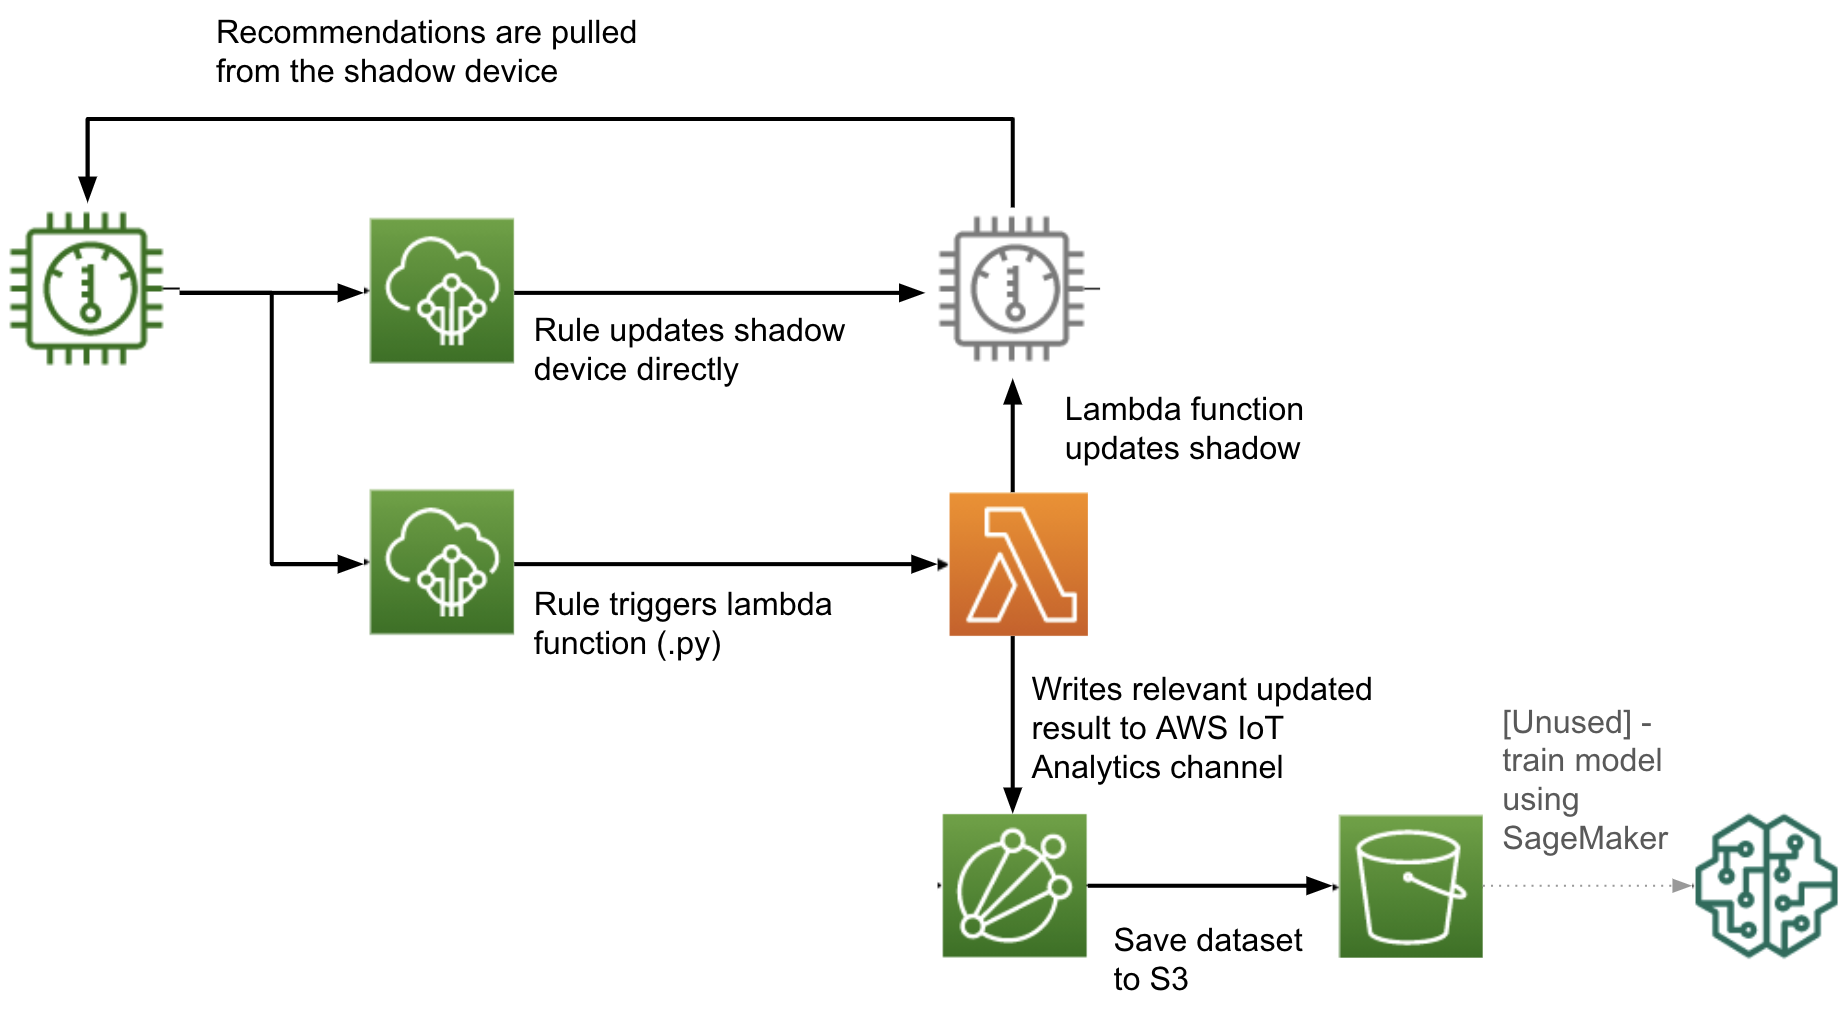 Recommendations are pulled
from the shadow device
Rule updates shadow
device directly
Lambda function
updates shadow
Rule triggers lambda
function (.py)
Writes relevant updated
result to AWS IoT
Analytics channel
[Unused] -
train model
using
SageMaker
Save dataset
to S3